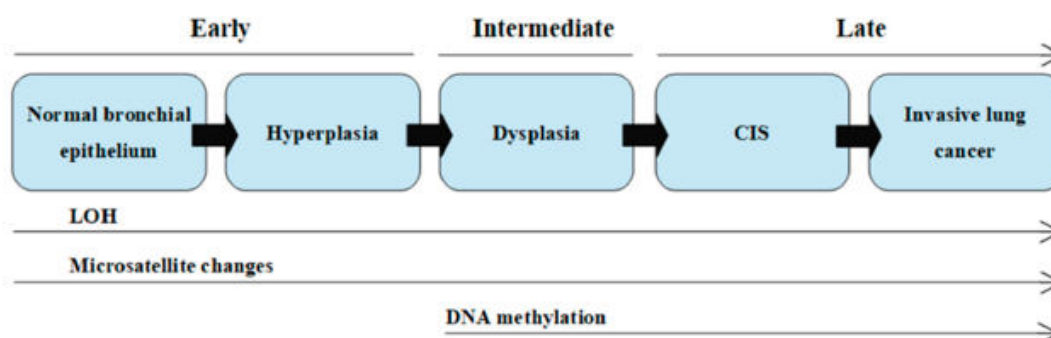 Early Intermediate Late
Normal bronchial
epithelium
Hyperplasia
Dysplasia
CIS
Invasive lung
cancer
LOH
Microsatellite changes
DNA methylation